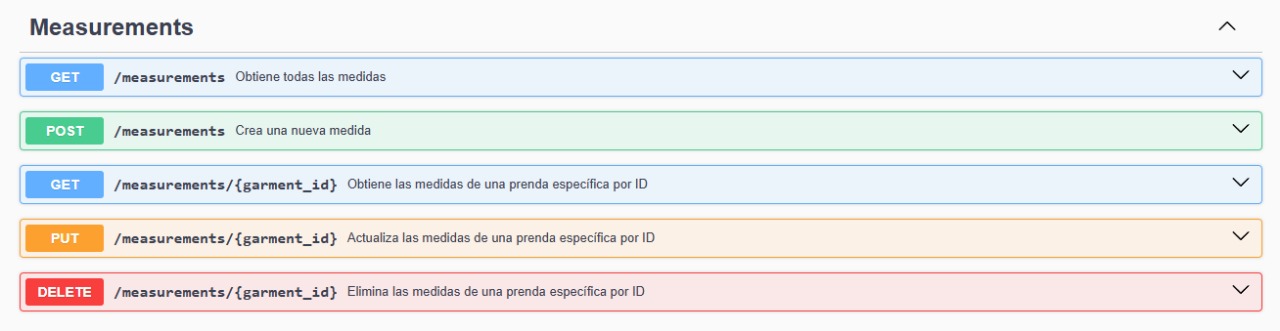 Measurements
GET /measurements Obtiene todas las medidas
POST /measurements Crea una nueva medida
GET /measurements/{garment_id} Obtiene las medidas de una prenda específica por ID
PUT /measurements/{garment_id} Actualiza las medidas de una prenda específica por ID
DELETE /measurements/{garment_id} Elimina las medidas de una prenda específica por ID